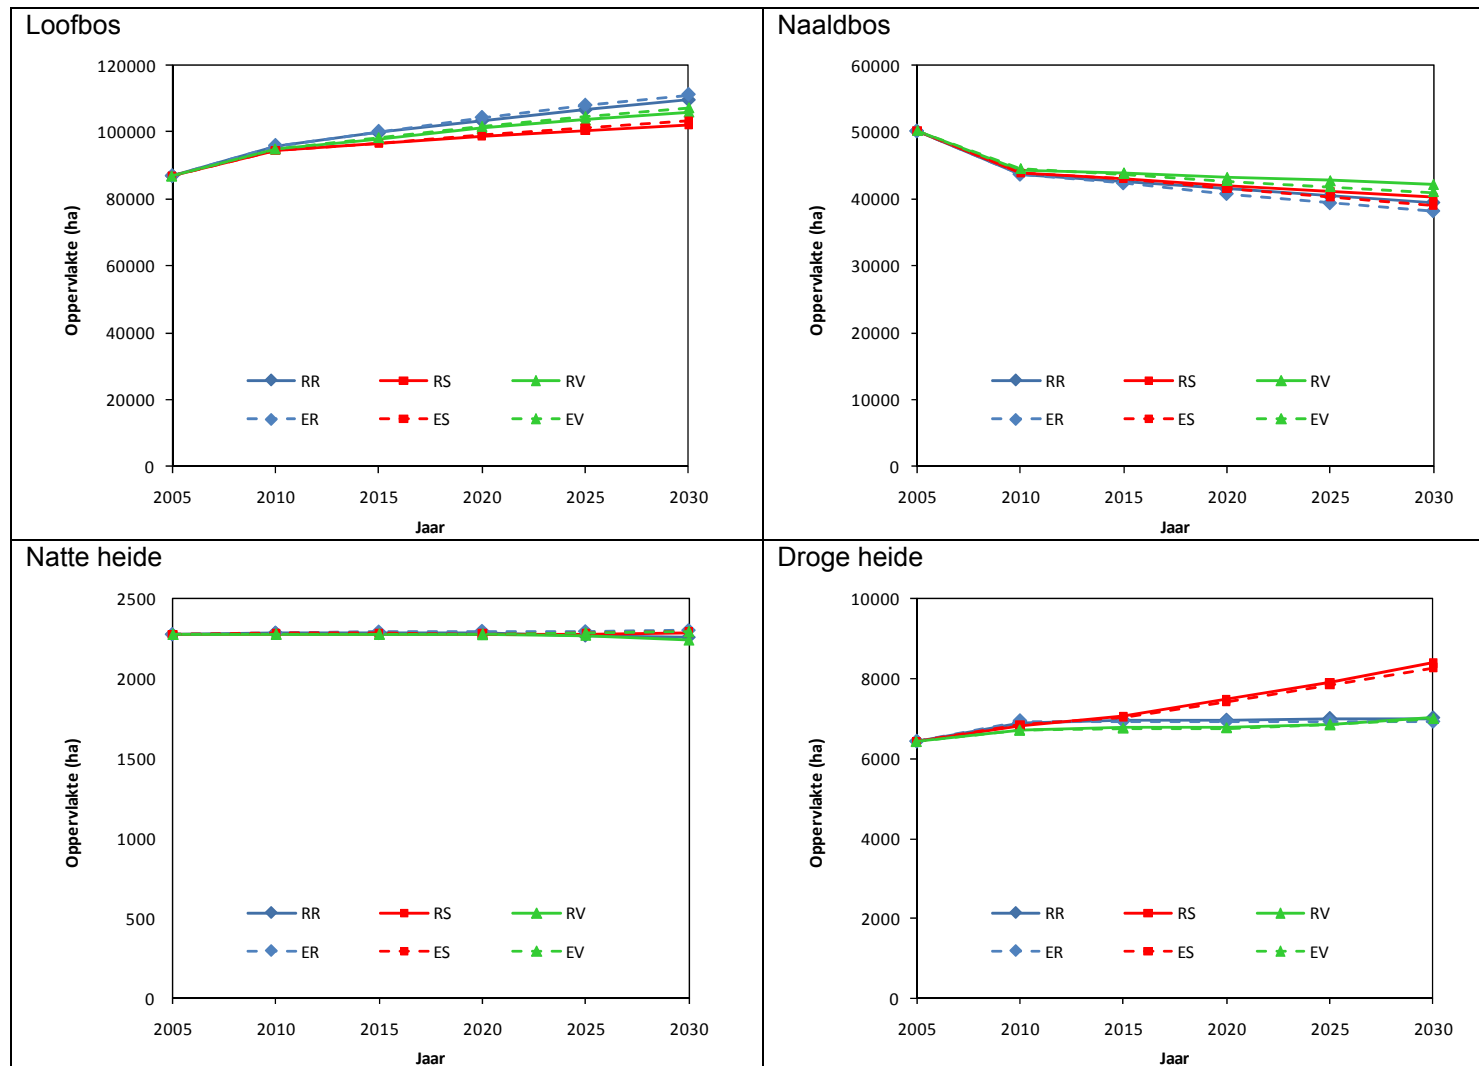 Loofbos
120000
100000
80000
60000
40000
20000
0
Oppervlakte (ha)
RR RS RV
ER ES EV
2005 2010 2015 2020 2025 2030
Jaar
Naaldbos
60000
50000
40000
30000
20000
10000
0
Oppervlakte (ha)
RR RS RV
ER ES EV
2005 2010 2015 2020 2025 2030
Jaar
Natte heide
2500
2000
1500
1000
500
0
Oppervlakte (ha)
RR RS RV
ER ES EV
2005 2010 2015 2020 2025 2030
Jaar
Droge heide
10000
8000
6000
4000
2000
0
Oppervlakte (ha)
RR RS RV
ER ES EV
2005 2010 2015 2020 2025 2030
Jaar